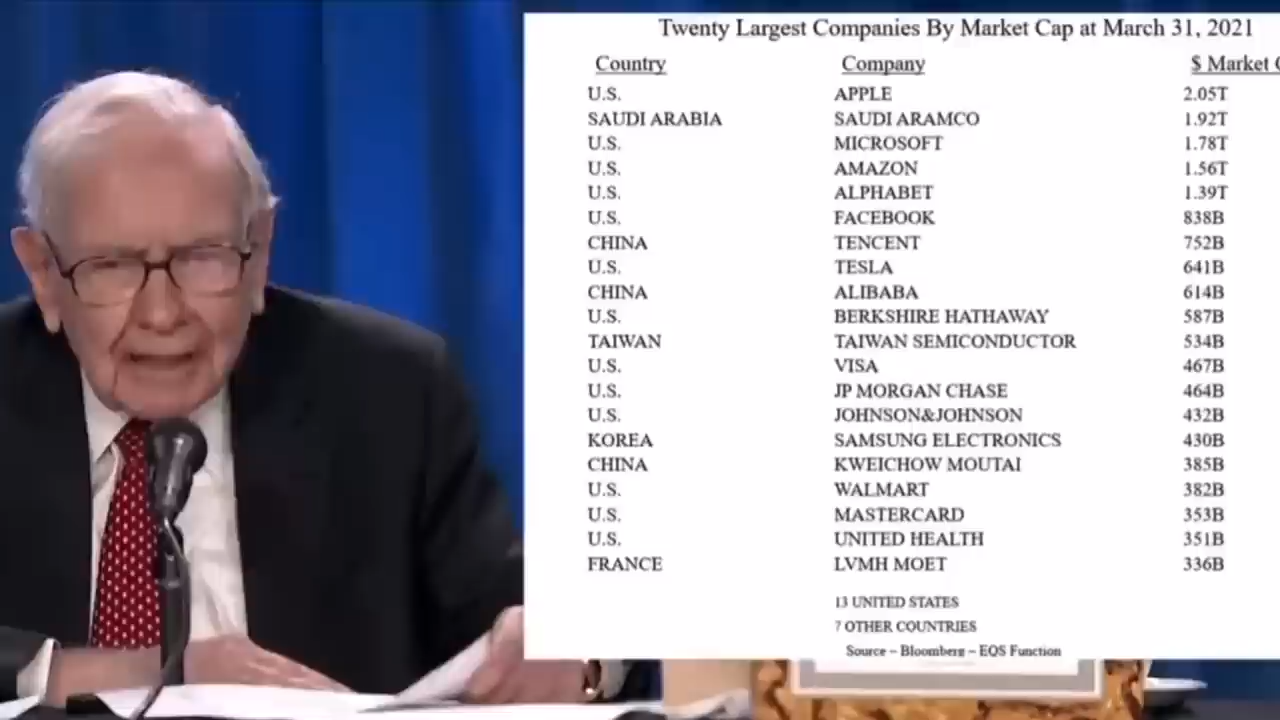 Twenty Largest Companies By Market Cap at March 31, 2021
Country Company $ Market
U.S. APPLE 2.05T
SAUDI ARABIA SAUDI ARAMCO 1.92T
U.S. MICROSOFT 1.78T
U.S. AMAZON 1.56T
U.S. ALPHABET 1.39T
U.S. FACEBOOK 838B
CHINA TENCENT 752B
U.S. TESLA 641B
CHINA ALIBABA 614B
U.S. BERKSHIRE HATHAWAY 587B
TAIWAN TAIWAN SEMICONDUCTOR 534B
U.S. VISA 467B
U.S. JP MORGAN CHASE 464B
U.S. JOHNSON&JOHNSON 432B
KOREA SAMSUNG ELECTRONICS 430B
CHINA KWEICHOW MOUTAI 385B
U.S. WALMART 382B
U.S. MASTERCARD 353B
U.S. UNITED HEALTH 351B
FRANCE LVMH MOET 336B
13 UNITED STATES
7 OTHER COUNTRIES
Source – Bloomberg – EQS Function